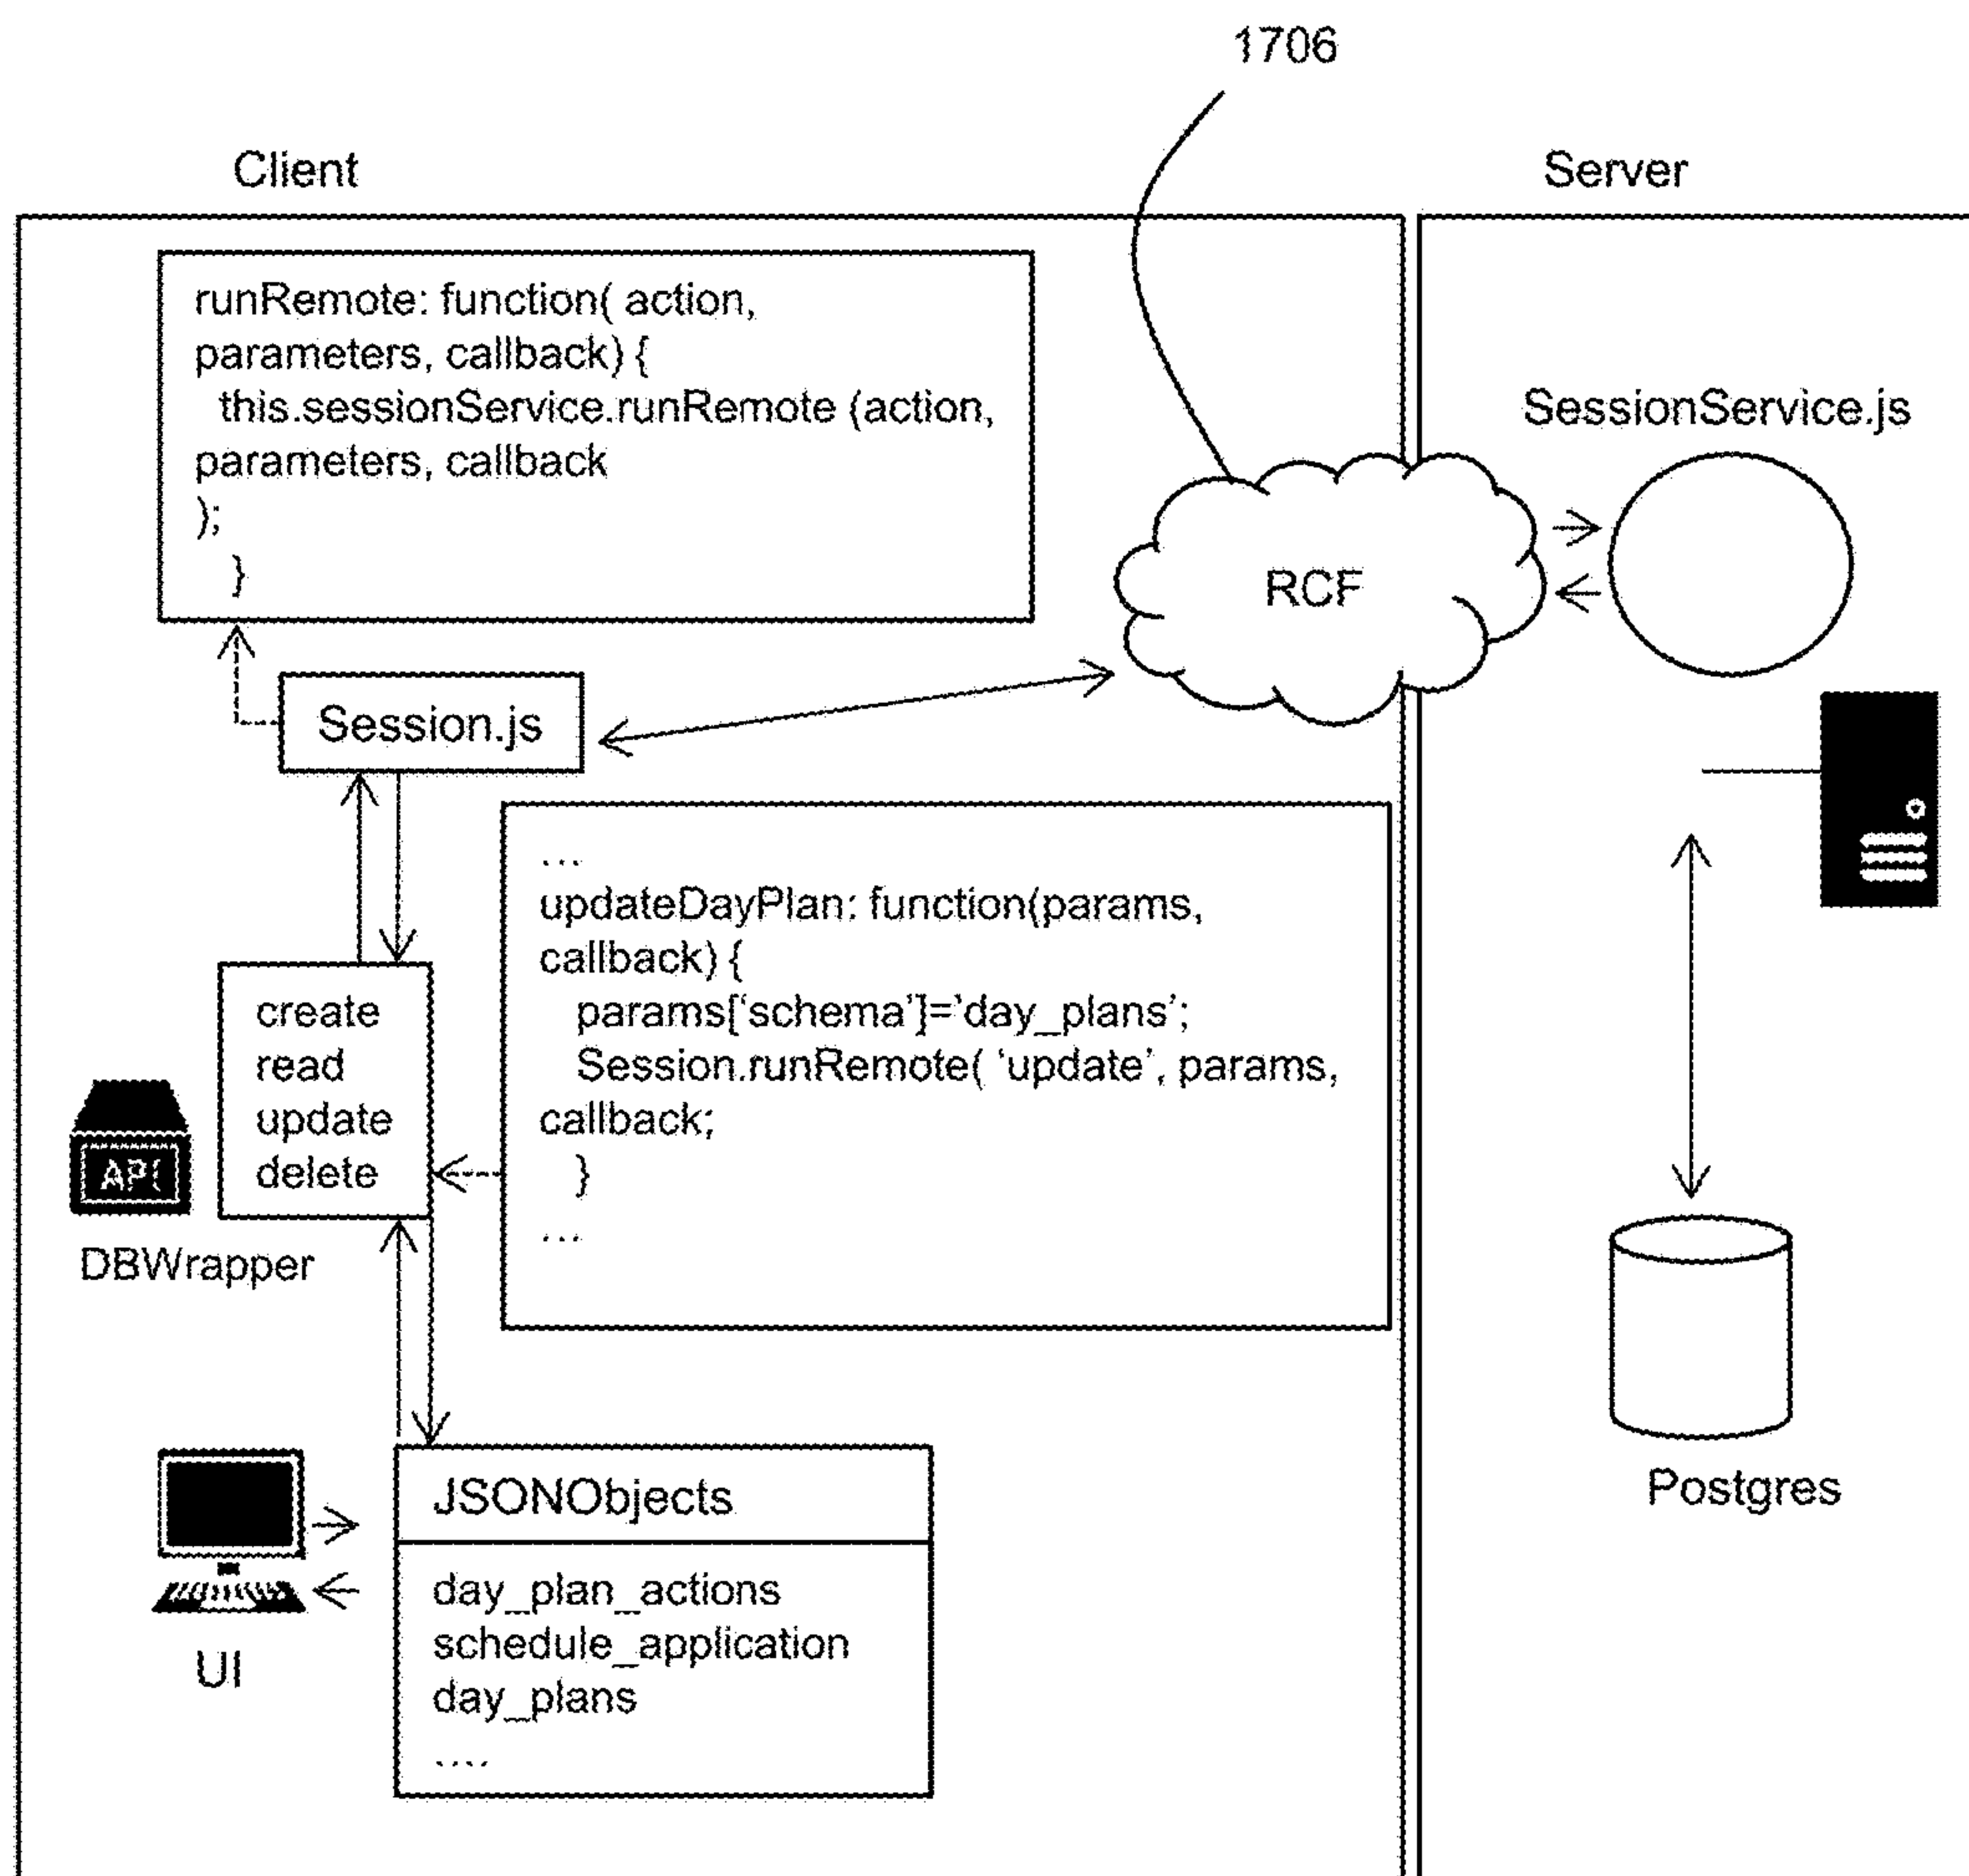 1706
Client
Server
runRemote: function( action,
parameters, callback) {
this.sessionService.runRemote (action,
parameters, callback
);
}
SessionService.js
RCF
Session.js
...
updateDayPlan: function(params,
callback) {
params['schema']='day_plans';
Session.runRemote( 'update', params,
callback;
}
...
create
read
update
delete
API
DBWrapper
JSONObjects
day_plan_actions
schedule_application
day_plans
....
UI
Postgres